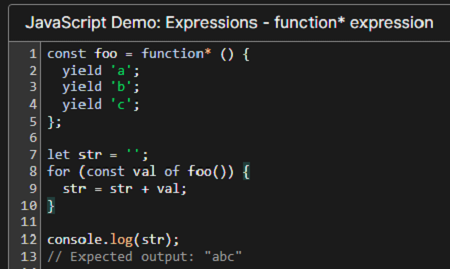 JavaScript Demo: Expressions - function* expression
1 const foo = function* () {
2   yield 'a';
3   yield 'b';
4   yield 'c';
5 };
6
7 let str = '';
8 for (const val of foo()) {
9   str = str + val;
10 }
11
12 console.log(str);
13 // Expected output: "abc"